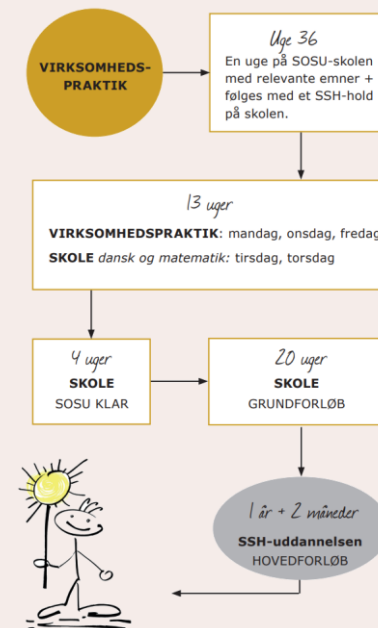 VIRKSOMHEDS-
PRAKTIK
Uge 36
En uge på SOSU-skolen
med relevante emner +
følges med et SSH-hold
på skolen.
13 uger
VIRKSOMHEDSPRAKTIK: mandag, onsdag, fredag
SKOLE dansk og matematik: tirsdag, torsdag
4 uger
SKOLE
SOSU KLAR
20 uger
SKOLE
GRUNDFORLØB
1 år + 2 måneder
SSH-uddannelsen
HOVEDFORLØB